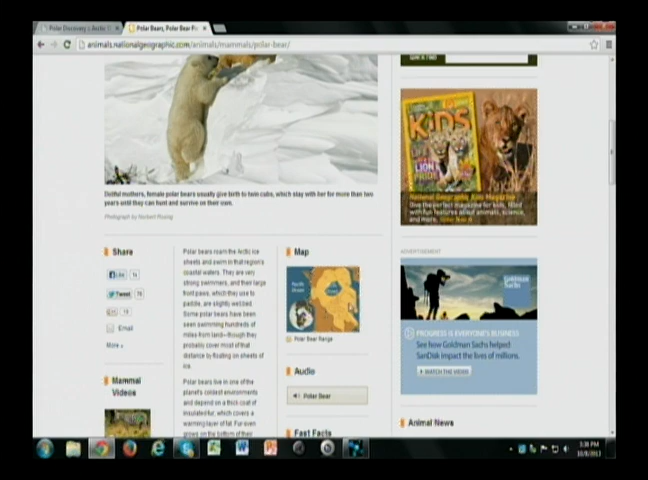 Polar Discovery :: Arctic
Polar Bears, Polar Bear Pi
animals.nationalgeographic.com/animals/mammals/polar-bear/
Doting mothers, female polar bears usually give birth to twin cubs, which stay with her for more than two
years until they can hunt and survive on their own.
Photograph by Norbert Rosing
Share
Like
Tweet
Email
More »
Mammal
Videos
Polar bears roam the Arctic ice
sheets and swim in that region's
coastal waters. They are very
strong swimmers, and their large
front paws, which they use to
paddle, are slightly webbed.
Some polar bears have been
seen swimming hundreds of
miles from land—though they
probably cover most of that
distance by floating on sheets of
ice.
Polar bears live in one of the
planet's coldest environments
and depend on a thick coat of
insulated fur, which covers a
warming layer of fat. Fur even
grows on the bottom of their
Map
Pacific
Ocean
Polar Bear Range
Audio
Polar Bear
Fast Facts
KiDS
LION
PRIDE
National Geographic Kids Magazine
Give the perfect magazine for kids, filled
with fun features about animals, science,
and more.
ADVERTISEMENT
Goldman
Sachs
PROGRESS IS EVERYONE'S BUSINESS
See how Goldman Sachs helped
SanDisk impact the lives of millions.
WATCH THE VIDEO
Animal News
3:38 PM
10/8/2013